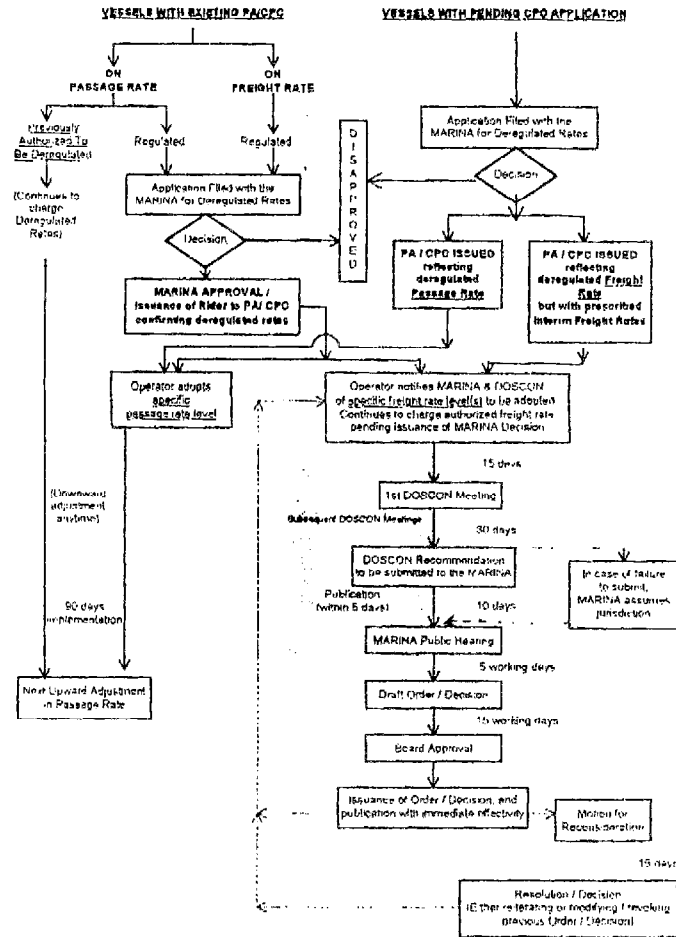 VESSELS WITH EXISTING PA/CPC
VESSELS WITH PENDING CPC APPLICATION
ON
PASSAGE RATE
ON
FREIGHT RATE
Previously
Authorized To
Be Deregulated
Regulated
Regulated
(Continues to
charge
Deregulated
Rates)
Application Filed with the
MARINA for Deregulated Rates
Decision
DISAPPROVED
Application Filed with the
MARINA for Deregulated Rates
Decision
MARINA APPROVAL /
Issuance of Rider to PA/ CPC
confirming deregulated rates
PA / CPC ISSUED
reflecting
deregulated
Passage Rate
PA / CPC ISSUED
reflecting
deregulated Freight
Rate
but with prescribed
Interim Freight Rates
Operator adopts
specific
passage rate level
Operator notifies MARINA & DOSCON
of specific freight rate level(s) to be adopted
Continues to charge authorized freight rate
pending issuance of MARINA Decision
15 days
1st DOSCON Meeting
(Downward
adjustment
anytime)
Subsequent DOSCON Meetings
30 days
DOSCON Recommendation
to be submitted to the MARINA
In case of failure
to submit,
MARINA assumes
jurisdiction
Publication
(within 5 days)
10 days
90 days
implementation
MARINA Public Hearing
5 working days
Next Upward Adjustment
in Passage Rate
Draft Order / Decision
15 working days
Board Approval
Issuance of Order / Decision, and
publication with immediate effectivity
Motion for
Reconsideration
15 days
Resolution / Decision
(Either reiterating or modifying / revoking
previous Order / Decision)